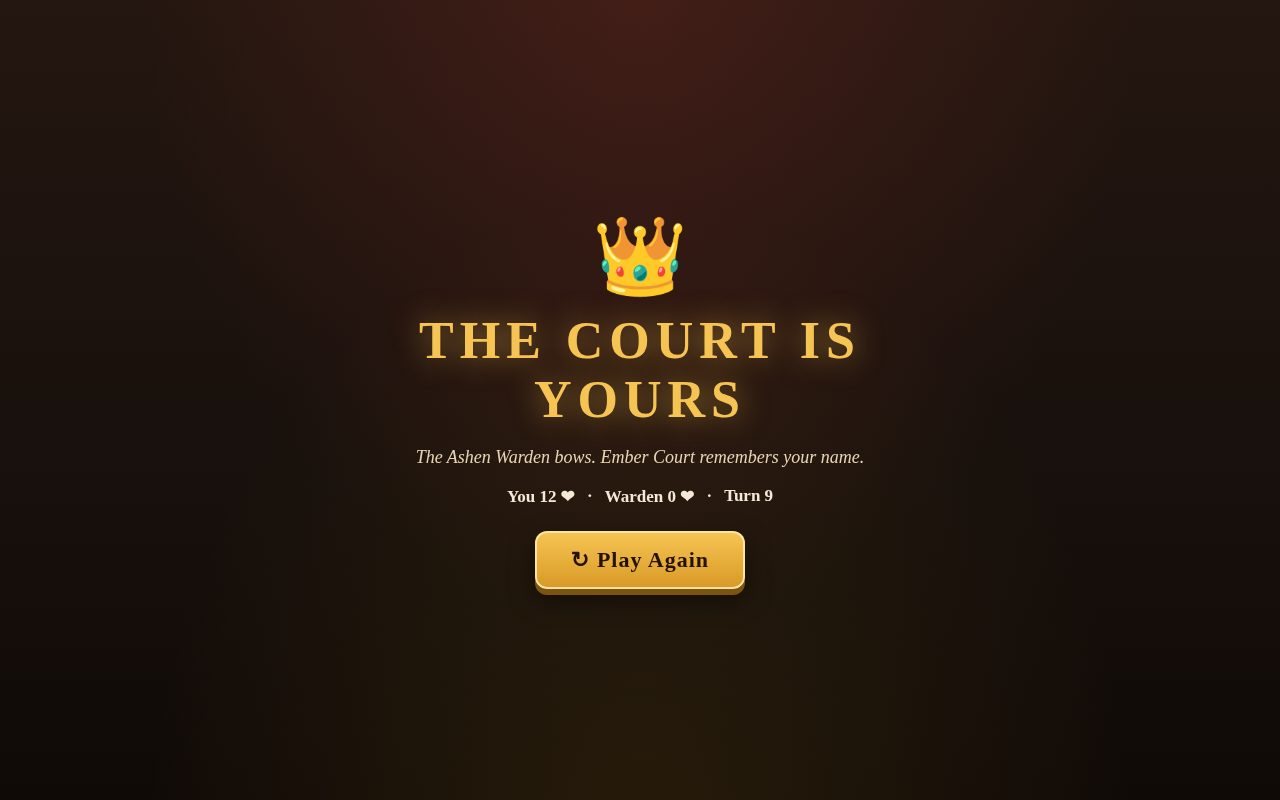 THE COURT IS
YOURS
The Ashen Warden bows. Ember Court remembers your name.
You 12 ❤ · Warden 0 ❤ · Turn 9
↻ Play Again